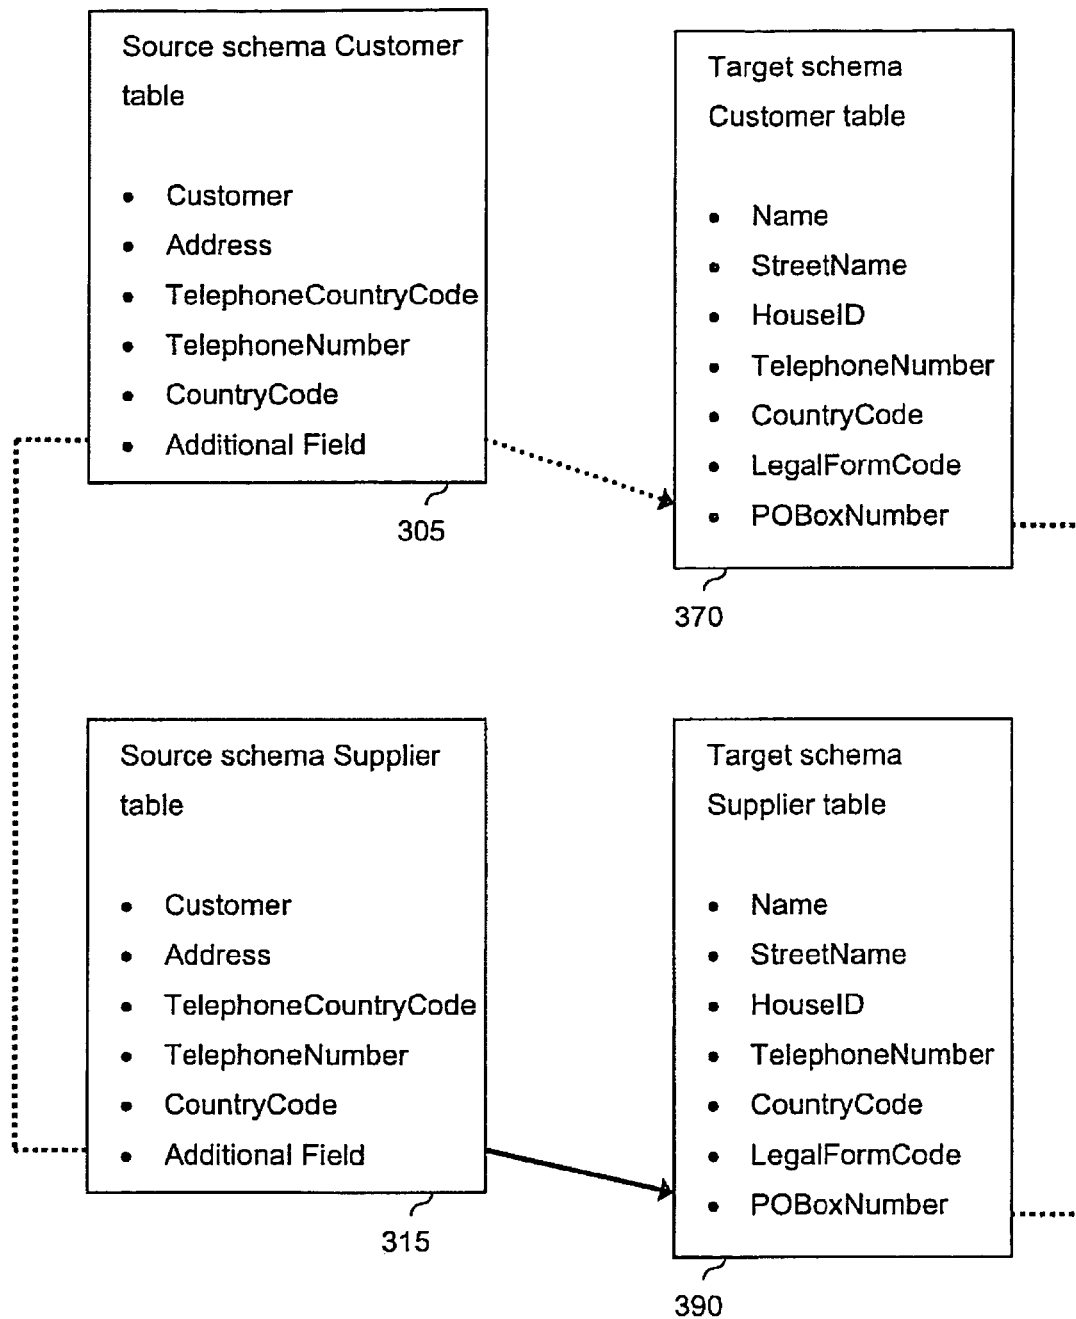 Source schema Customer
table
• Customer
• Address
• TelephoneCountryCode
• TelephoneNumber
• CountryCode
• Additional Field
305
Target schema
Customer table
• Name
• StreetName
• HouseID
• TelephoneNumber
• CountryCode
• LegalFormCode
• POBoxNumber
370
Source schema Supplier
table
• Customer
• Address
• TelephoneCountryCode
• TelephoneNumber
• CountryCode
• Additional Field
315
Target schema
Supplier table
• Name
• StreetName
• HouseID
• TelephoneNumber
• CountryCode
• LegalFormCode
• POBoxNumber
390